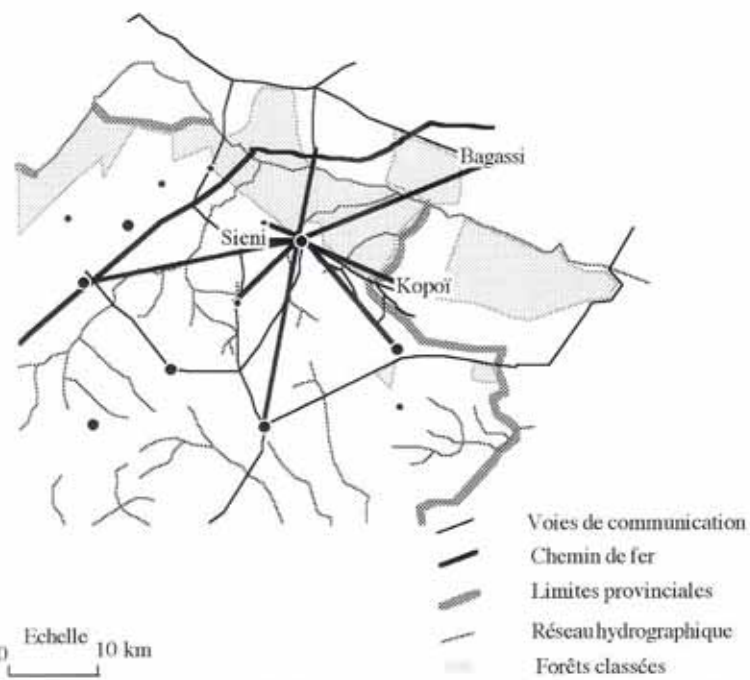 Bagassi
Sieni
Kopoï
Voies de communication
Chemin de fer
Limites provinciales
Réseau hydrographique
Forêts classées
Echelle
0 10 km